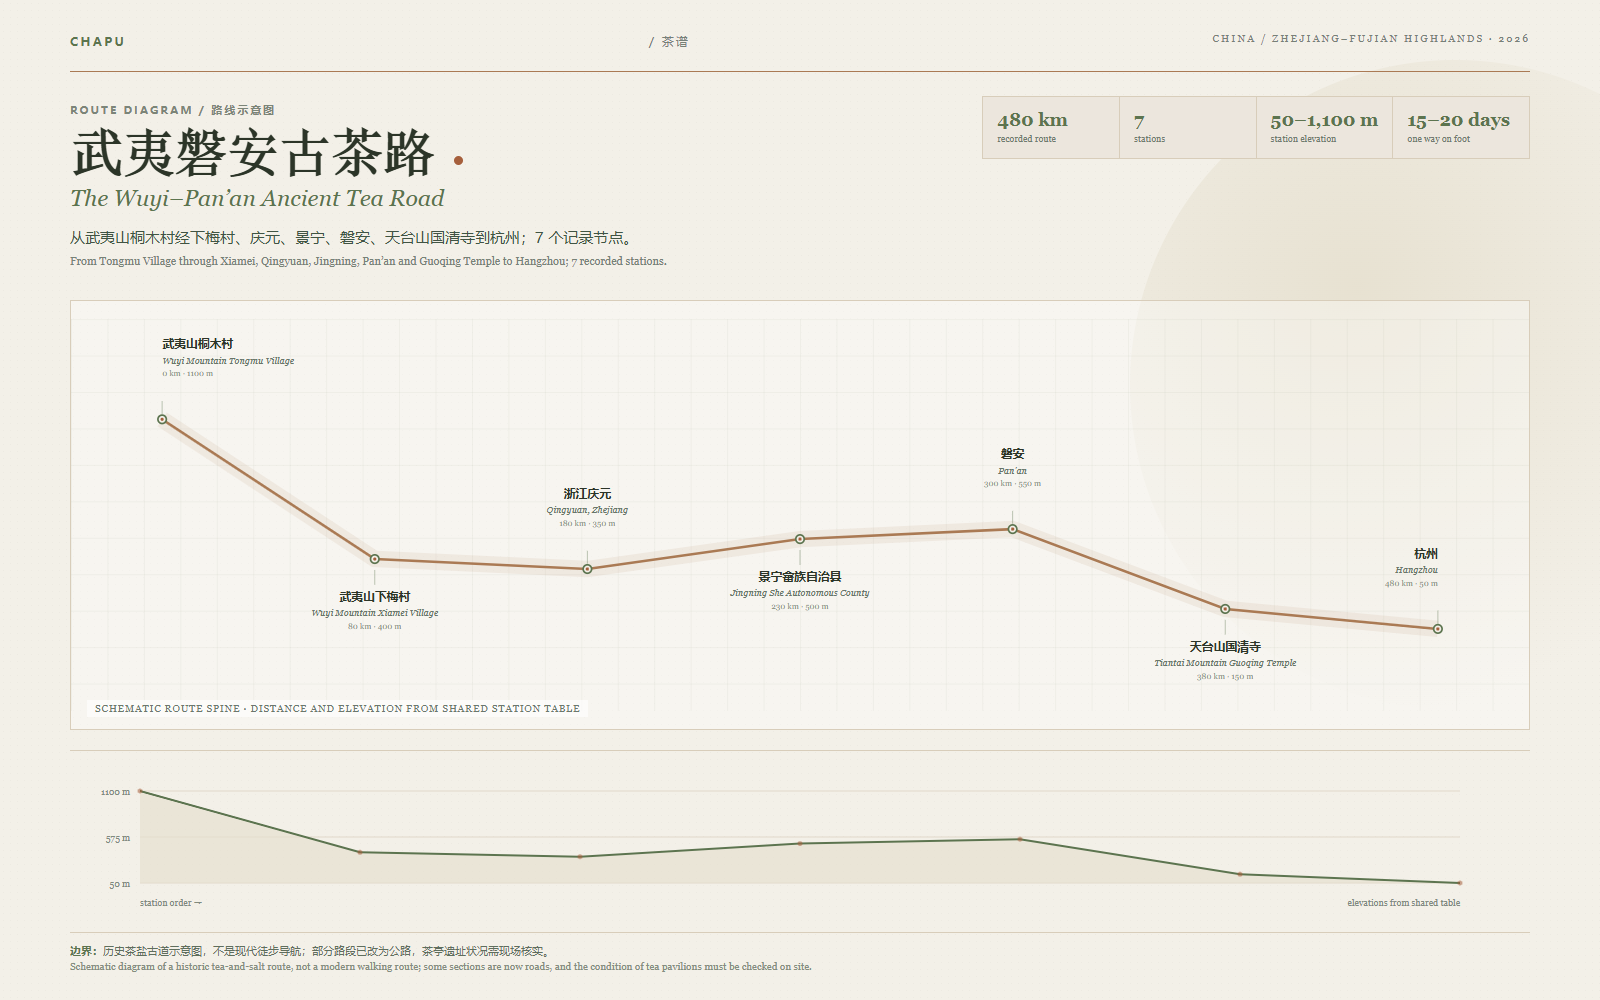 CHAPU
/ 茶谱
CHINA / ZHEJIANG–FUJIAN HIGHLANDS · 2026
ROUTE DIAGRAM / 路线示意图
武夷磐安古茶路
The Wuyi–Pan’an Ancient Tea Road
从武夷山桐木村经下梅村、庆元、景宁、磐安、天台山国清寺到杭州；7 个记录节点。
From Tongmu Village through Xiamei, Qingyuan, Jingning, Pan’an and Guoqing Temple to Hangzhou; 7 recorded stations.
480 km
recorded route
7
stations
50–1,100 m
station elevation
15–20 days
one way on foot
武夷山桐木村
Wuyi Mountain Tongmu Village
0 km · 1100 m
武夷山下梅村
Wuyi Mountain Xiamei Village
80 km · 400 m
浙江庆元
Qingyuan, Zhejiang
180 km · 350 m
景宁畲族自治县
Jingning She Autonomous County
230 km · 500 m
磐安
Pan'an
300 km · 550 m
天台山国清寺
Tiantai Mountain Guoqing Temple
380 km · 150 m
杭州
Hangzhou
480 km · 50 m
SCHEMATIC ROUTE SPINE · DISTANCE AND ELEVATION FROM SHARED STATION TABLE
1100 m
575 m
50 m
station order →
elevations from shared table
边界：历史茶盐古道示意图，不是现代徒步导航；部分路段已改为公路，茶亭遗址状况需现场核实。
Schematic diagram of a historic tea-and-salt route, not a modern walking route; some sections are now roads, and the condition of tea pavilions must be checked on site.